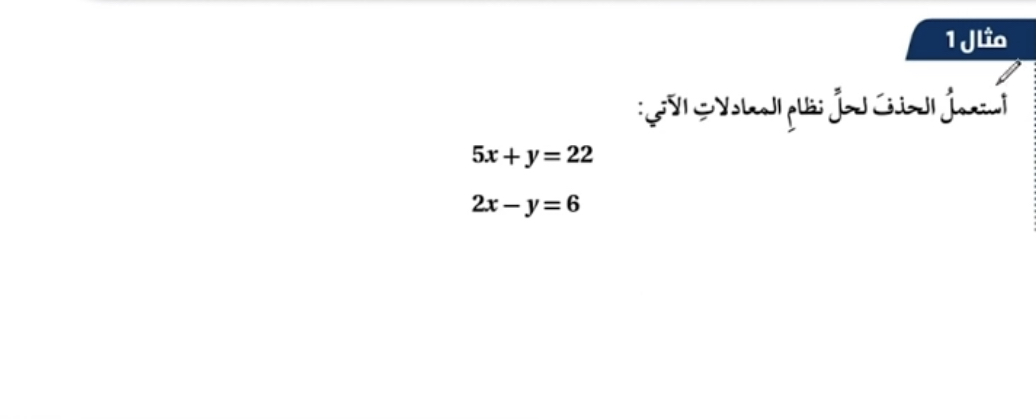 مثال 1
أستعملُ الحذفَ لحلِّ نظامِ المعادلاتِ الآتي:
5x + y = 22
2x − y = 6